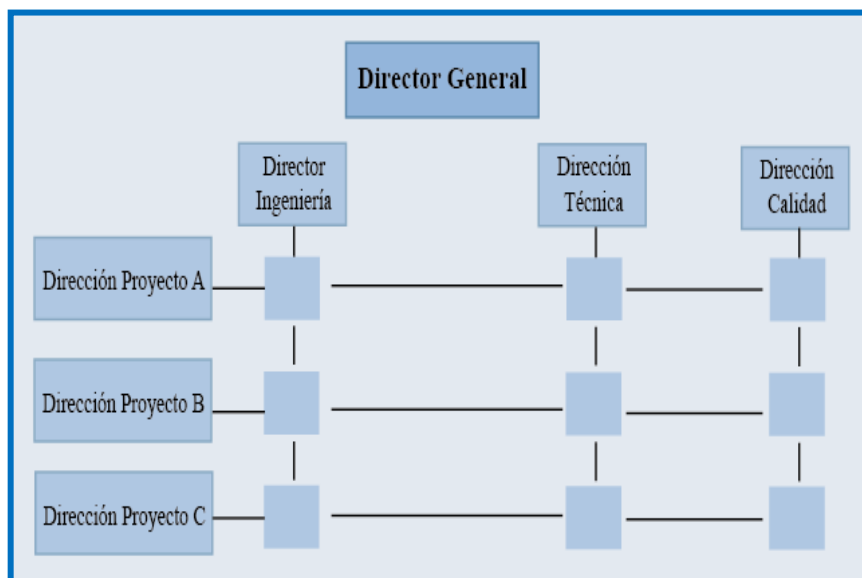 Director General
Director
Ingeniería
Dirección
Técnica
Dirección
Calidad
Dirección Proyecto A
Dirección Proyecto B
Dirección Proyecto C